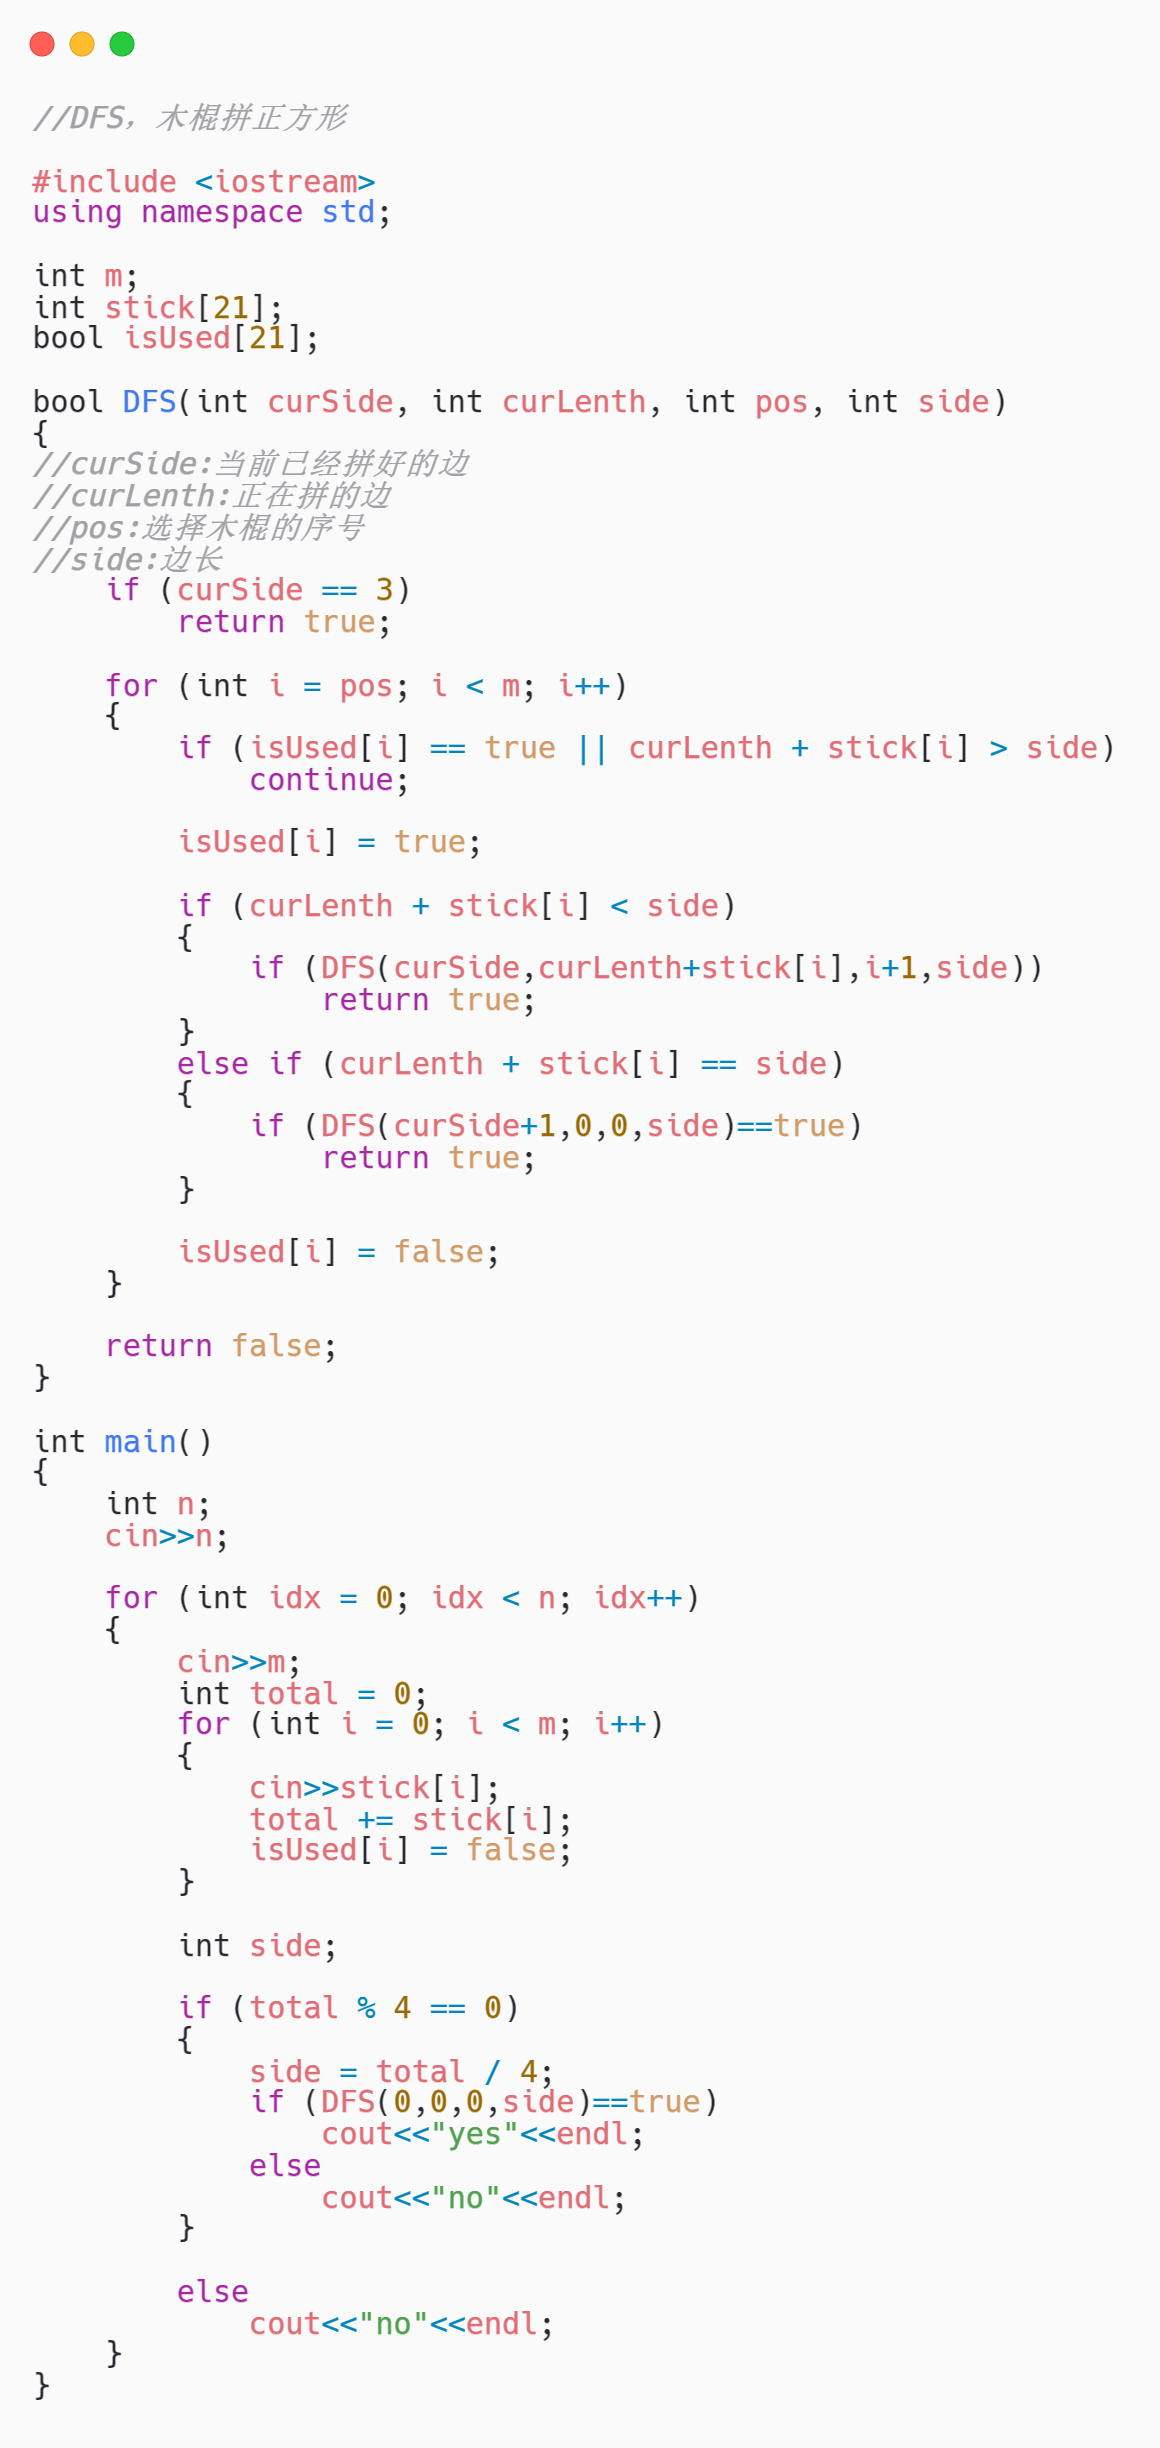 //DFS，木棍拼正方形
#include <iostream>
using namespace std;
int m;
int stick[21];
bool isUsed[21];
bool DFS(int curSide, int curLenth, int pos, int side)
{
//curSide:当前已经拼好的边
//curLenth:正在拼的边
//pos:选择木棍的序号
//side:边长
    if (curSide == 3)
        return true;
    for (int i = pos; i < m; i++)
    {
        if (isUsed[i] == true || curLenth + stick[i] > side)
            continue;
        isUsed[i] = true;
        if (curLenth + stick[i] < side)
        {
            if (DFS(curSide,curLenth+stick[i],i+1,side))
                return true;
        }
        else if (curLenth + stick[i] == side)
        {
            if (DFS(curSide+1,0,0,side)==true)
                return true;
        }
        isUsed[i] = false;
    }
    return false;
}
int main()
{
    int n;
    cin>>n;
    for (int idx = 0; idx < n; idx++)
    {
        cin>>m;
        int total = 0;
        for (int i = 0; i < m; i++)
        {
            cin>>stick[i];
            total += stick[i];
            isUsed[i] = false;
        }
        int side;
        if (total % 4 == 0)
        {
            side = total / 4;
            if (DFS(0,0,0,side)==true)
                cout<<"yes"<<endl;
            else
                cout<<"no"<<endl;
        }
        else
            cout<<"no"<<endl;
    }
}